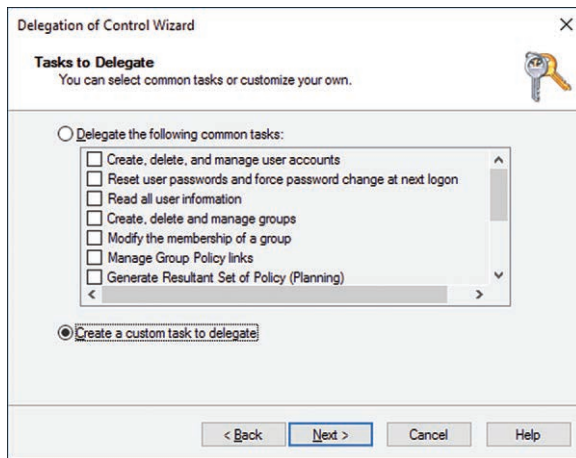 Delegation of Control Wizard
Tasks to Delegate
You can select common tasks or customize your own.
Delegate the following common tasks:
Create, delete, and manage user accounts
Reset user passwords and force password change at next logon
Read all user information
Create, delete and manage groups
Modify the membership of a group
Manage Group Policy links
Generate Resultant Set of Policy (Planning)
Create a custom task to delegate
< Back Next > Cancel Help